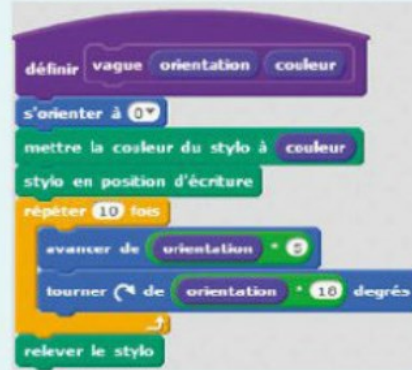 définir vague orientation couleur
s'orienter à 0▾
mettre la couleur du stylo à couleur
stylo en position d'écriture
répéter 10 fois
avancer de orientation * 5
tourner ↻ de orientation * 18 degrés
relever le stylo